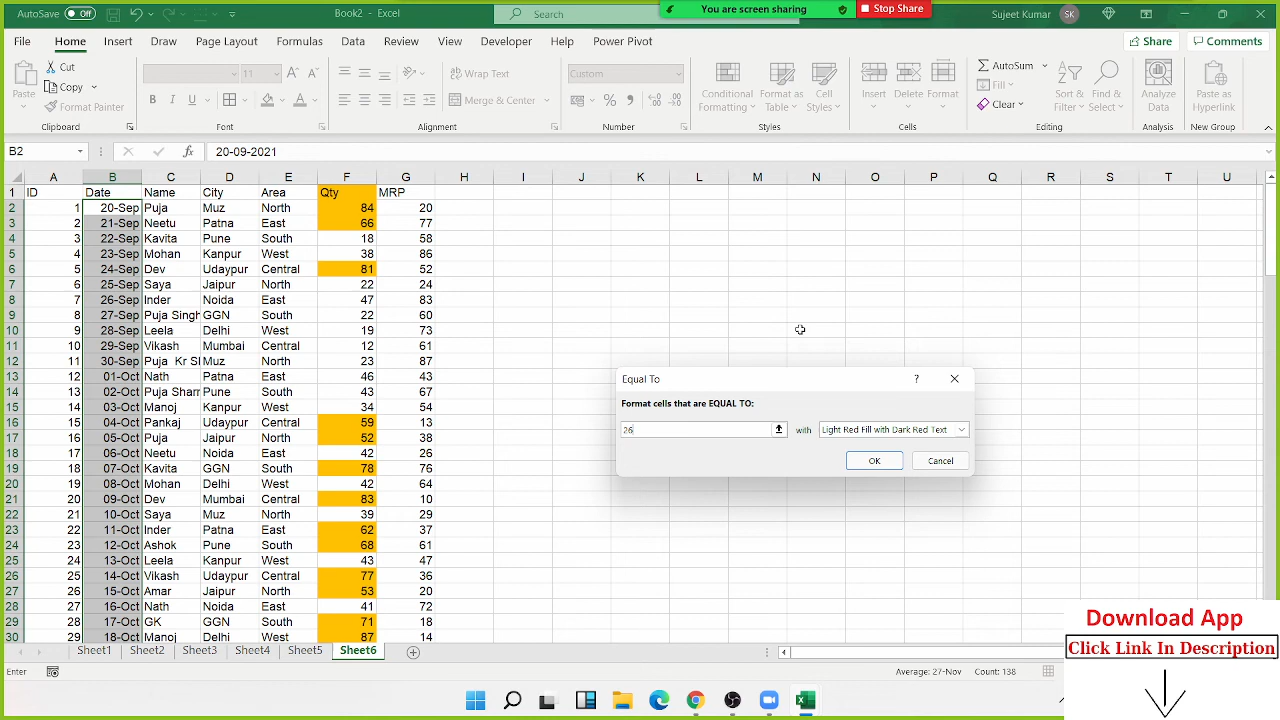 AutoSave Off
Book2 - Excel
Search
You are screen sharing
Stop Share
Sujeet Kumar
SK
File Home Insert Draw Page Layout Formulas Data Review View Developer Help Power Pivot
Share
Comments
Paste
Cut
Copy
Format Painter
Clipboard
11
B I U
Font
Wrap Text
Merge & Center
Alignment
Custom
Number
Conditional Formatting
Format as Table
Cell Styles
Styles
Insert Delete Format
Cells
AutoSum
Fill
Clear
Sort & Filter
Find & Select
Editing
Analyze Data
Analysis
Paste as Hyperlink
New Group
B2
fx
20-09-2021
A B C D E F G H I J K L M N O P Q R S T U
1 ID Date Name City Area Qty MRP
2 1 20-Sep Puja Muz North 84 20
3 2 21-Sep Neetu Patna East 66 77
4 3 22-Sep Kavita Pune South 18 58
5 4 23-Sep Mohan Kanpur West 38 86
6 5 24-Sep Dev Udaypur Central 81 52
7 6 25-Sep Saya Jaipur North 22 24
8 7 26-Sep Inder Noida East 47 83
9 8 27-Sep Puja Singh GGN South 22 60
10 9 28-Sep Leela Delhi West 19 73
11 10 29-Sep Vikash Mumbai Central 12 61
12 11 30-Sep Puja Kr Sl Delhi North 23 87
13 12 01-Oct Nath Patna East 46 43
14 13 02-Oct Puja Sharr Pune South 43 67
15 14 03-Oct Manoj Kanpur West 34 54
16 15 04-Oct Pankaj Udaypur Central 59 13
17 16 05-Oct Puja Jaipur North 52 38
18 17 06-Oct Neetu Noida East 42 26
19 18 07-Oct Kavita GGN South 78 76
20 19 08-Oct Mohan Delhi West 42 64
21 20 09-Oct Dev Mumbai Central 83 10
22 21 10-Oct Saya Muz North 39 29
23 22 11-Oct Inder Patna East 62 37
24 23 12-Oct Ashok Pune South 68 61
25 24 13-Oct Leela Kanpur West 43 47
26 25 14-Oct Vikash Udaypur Central 77 36
27 26 15-Oct Amar Jaipur North 53 20
28 27 16-Oct Nath Noida East 41 72
29 28 17-Oct GK GGN South 71 18
30 29 18-Oct Manoj Delhi West 87 14
Equal To
?
Format cells that are EQUAL TO:
26
with
Light Red Fill with Dark Red Text
OK
Cancel
Sheet1 Sheet2 Sheet3 Sheet4 Sheet5 Sheet6
Enter
Average: 27-Nov Count: 138
Download App
Click Link In Description